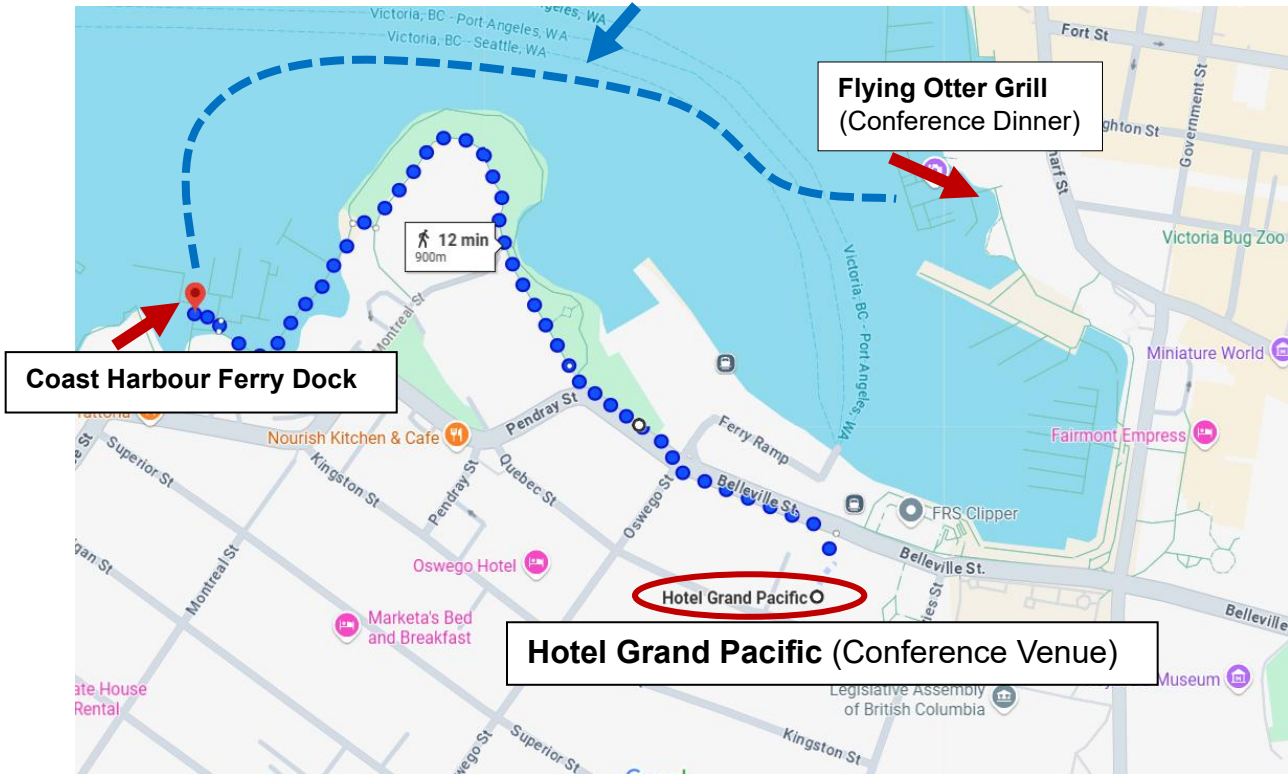 Victoria, BC - Port Angeles, WA
Victoria, BC - Seattle, WA
Fort St
Government St
Flying Otter Grill
(Conference Dinner)
Victoria Bug Zoo
12 min
900m
Montreal St
Victoria, BC - Port Angeles, WA
Miniature World
Coast Harbour Ferry Dock
Nourish Kitchen & Cafe
Pendray St
Ferry Ramp
Fairmont Empress
Superior St
Kingston St
Pendray St
Quebec St
Oswego St
Belleville St.
FRS Clipper
Belleville St.
Oswego Hotel
Montreal St
Hotel Grand Pacific
Belleville
Marketa's Bed
and Breakfast
Hotel Grand Pacific (Conference Venue)
Museum
Legislative Assembly
of British Columbia
Rental
Superior St
Kingston St